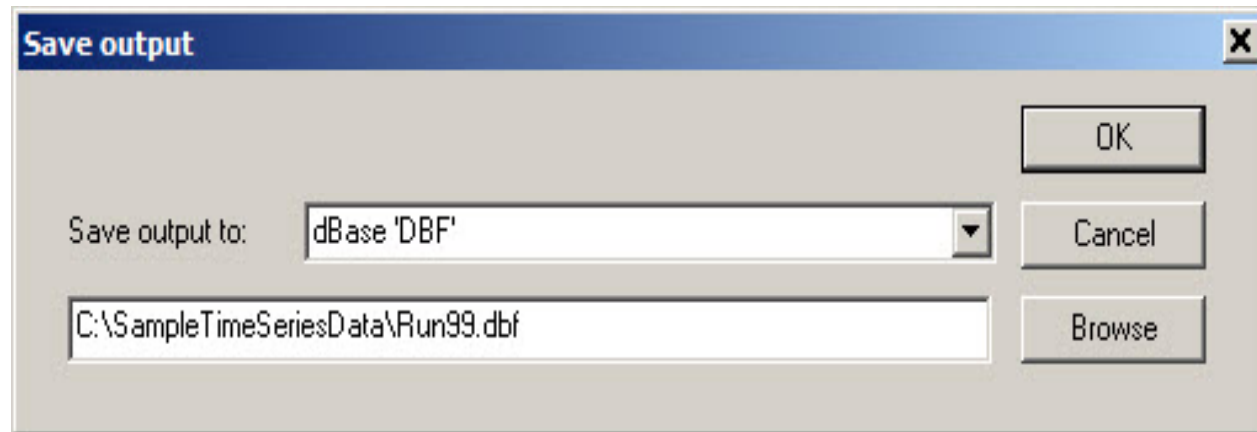 Save output
OK
Save output to: dBase 'DBF'
Cancel
C:\SampleTimeSeriesData\Run99.dbf
Browse